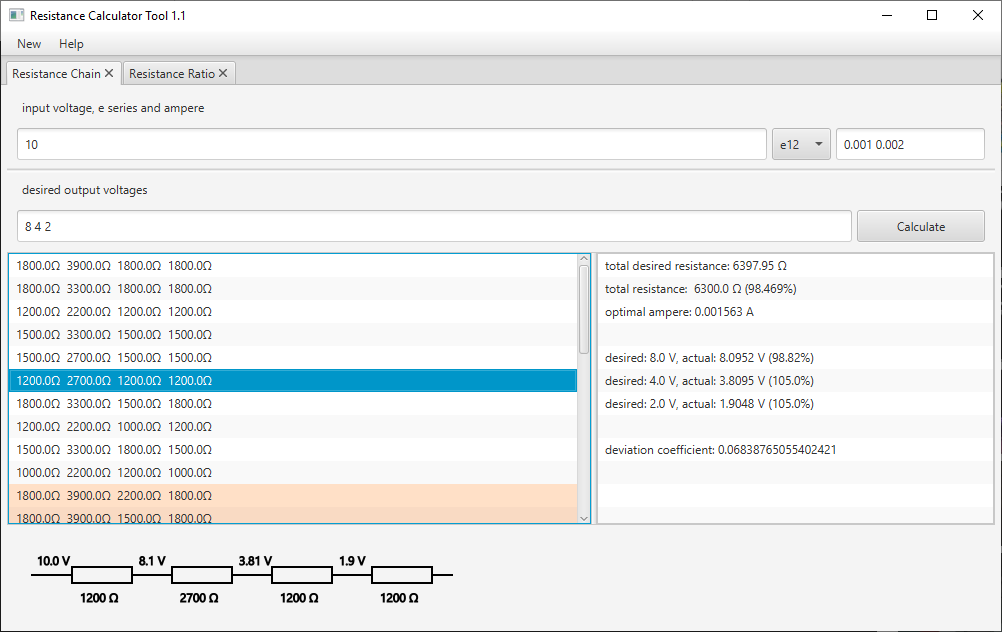 Resistance Calculator Tool 1.1
New Help
Resistance Chain Resistance Ratio
input voltage, e series and ampere
10 e12 0.001 0.002
desired output voltages
8 4 2 Calculate
1800.0Ω 3900.0Ω 1800.0Ω 1800.0Ω
1800.0Ω 3300.0Ω 1800.0Ω 1800.0Ω
1200.0Ω 2200.0Ω 1200.0Ω 1200.0Ω
1500.0Ω 3300.0Ω 1500.0Ω 1500.0Ω
1500.0Ω 2700.0Ω 1500.0Ω 1500.0Ω
1200.0Ω 2700.0Ω 1200.0Ω 1200.0Ω
1800.0Ω 3300.0Ω 1500.0Ω 1800.0Ω
1200.0Ω 2200.0Ω 1000.0Ω 1200.0Ω
1500.0Ω 3300.0Ω 1800.0Ω 1500.0Ω
1000.0Ω 2200.0Ω 1200.0Ω 1000.0Ω
1800.0Ω 3900.0Ω 2200.0Ω 1800.0Ω
1800.0Ω 3900.0Ω 1500.0Ω 1800.0Ω
total desired resistance: 6397.95 Ω
total resistance: 6300.0 Ω (98.469%)
optimal ampere: 0.001563 A
desired: 8.0 V, actual: 8.0952 V (98.82%)
desired: 4.0 V, actual: 3.8095 V (105.0%)
desired: 2.0 V, actual: 1.9048 V (105.0%)
deviation coefficient: 0.06838765055402421
10.0 V 8.1 V 3.81 V 1.9 V
1200 Ω 2700 Ω 1200 Ω 1200 Ω